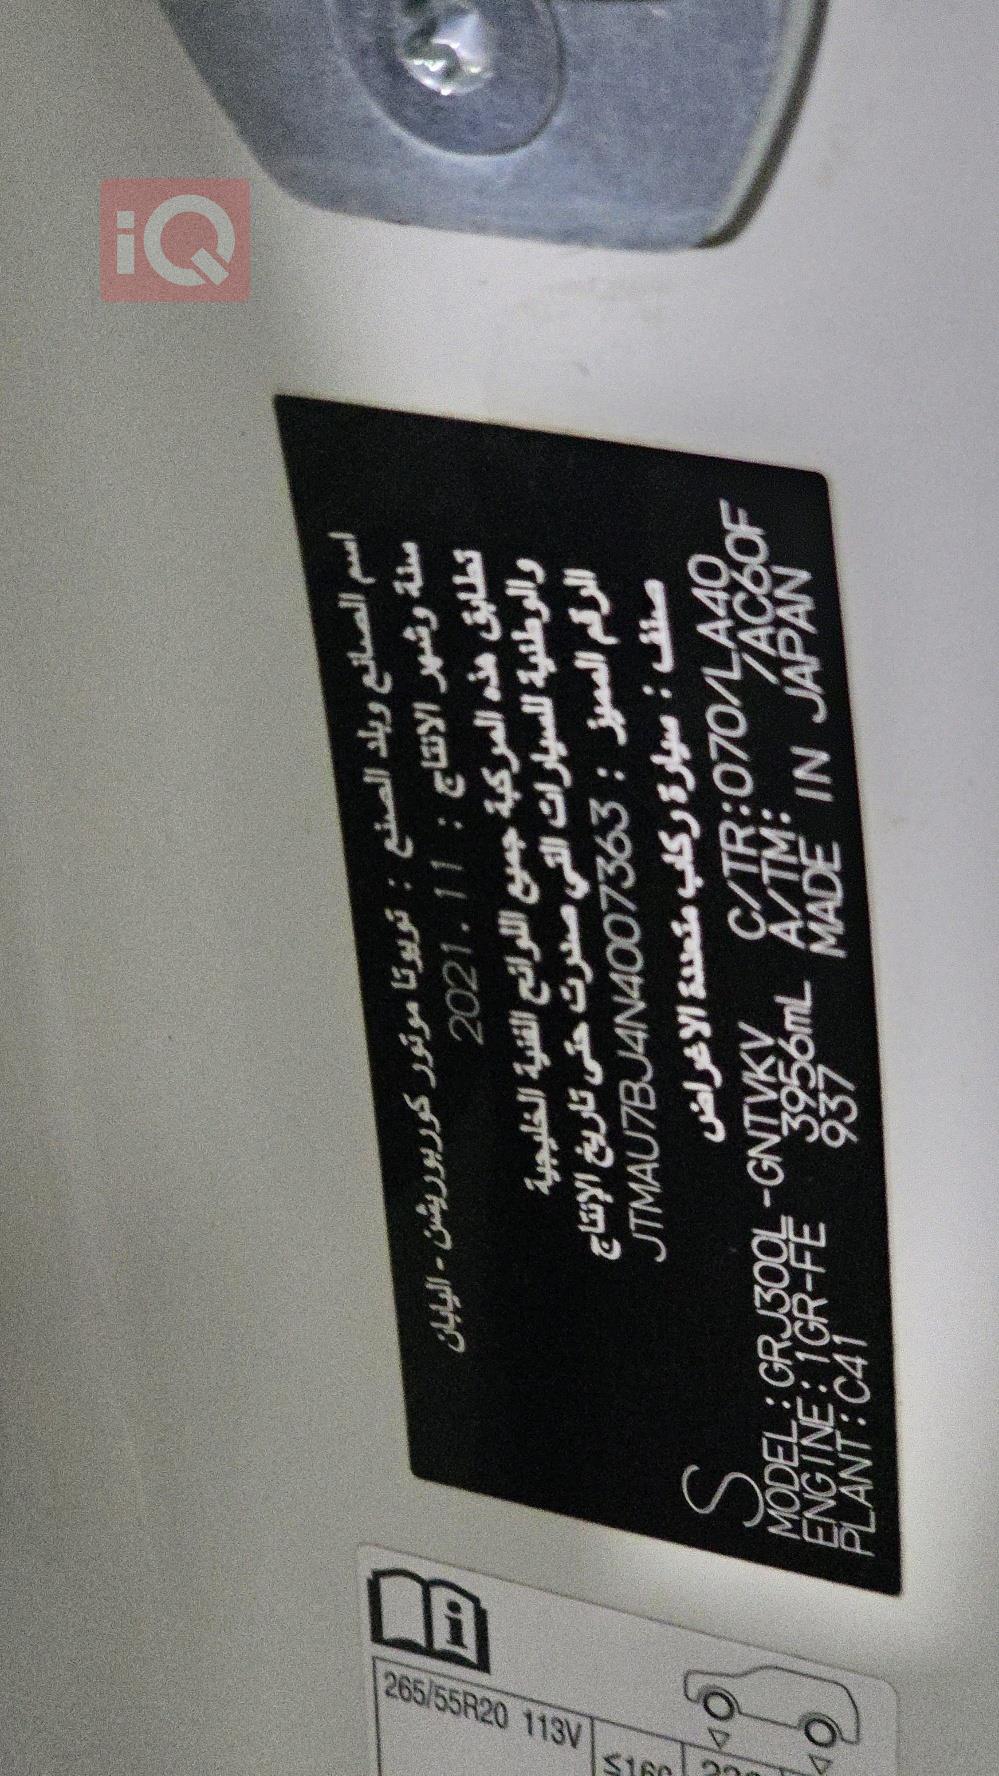 iQ
اسم الصانع وبلد الصنع : تويوتا موتور كوربوريشن - اليابان
سنة وشهر الانتاج : 2021.11
تطابق هذه المركبة جميع اللوائح الفنية الخليجية
والوطنية للسيارات التي صدرت حتى تاريخ الإنتاج
الرقم المميز : JTMAU7BJ4N4007363
صنف : سيارة ركاب متعددة الاغراض
S
C/TR:070/LA40
MODEL:GRJ300L-GNTVKV A/TM: /AC60F
ENGINE:1GR-FE 3956mL MADE IN JAPAN
PLANT:C41 937
i
265/55R20 113V